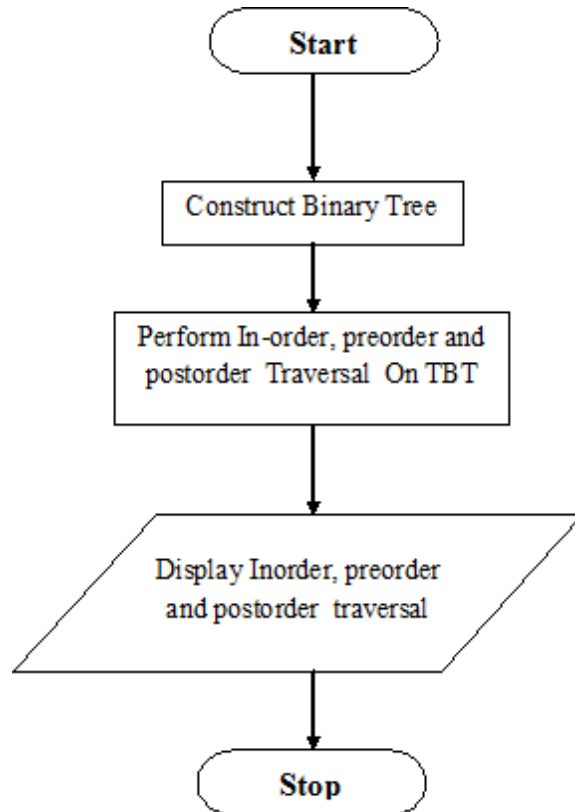 Start
Construct Binary Tree
Perform In-order, preorder and
postorder Traversal On TBT
Display Inorder, preorder
and postorder traversal
Stop